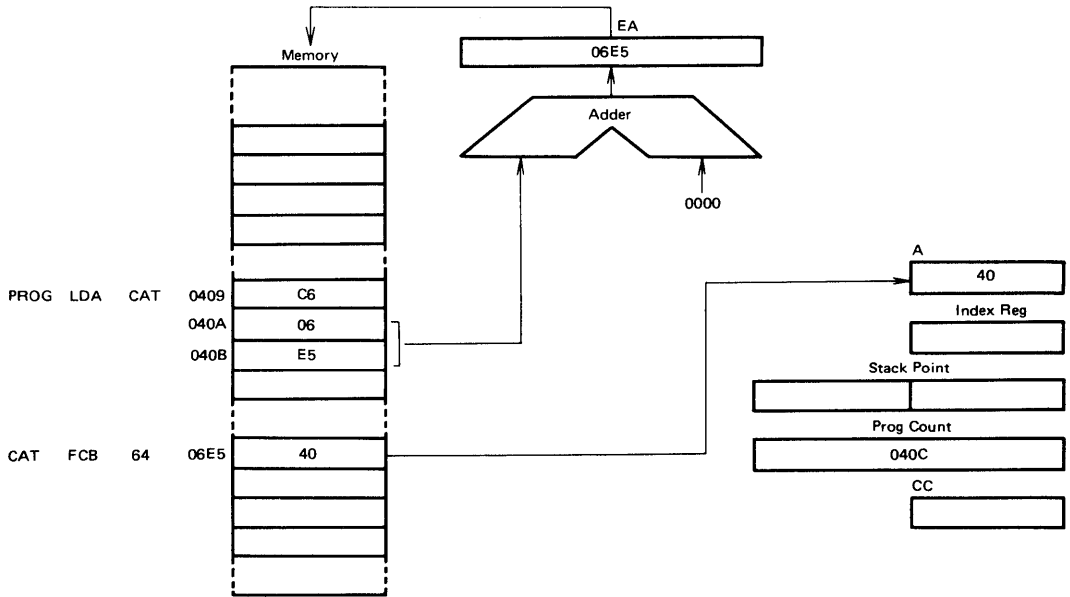 EA
06E5
Memory
Adder
0000
A
40
PROG LDA CAT 0409 C6
Index Reg
040A 06
040B E5
Stack Point
Prog Count
040C
CAT FCB 64 06E5 40
CC